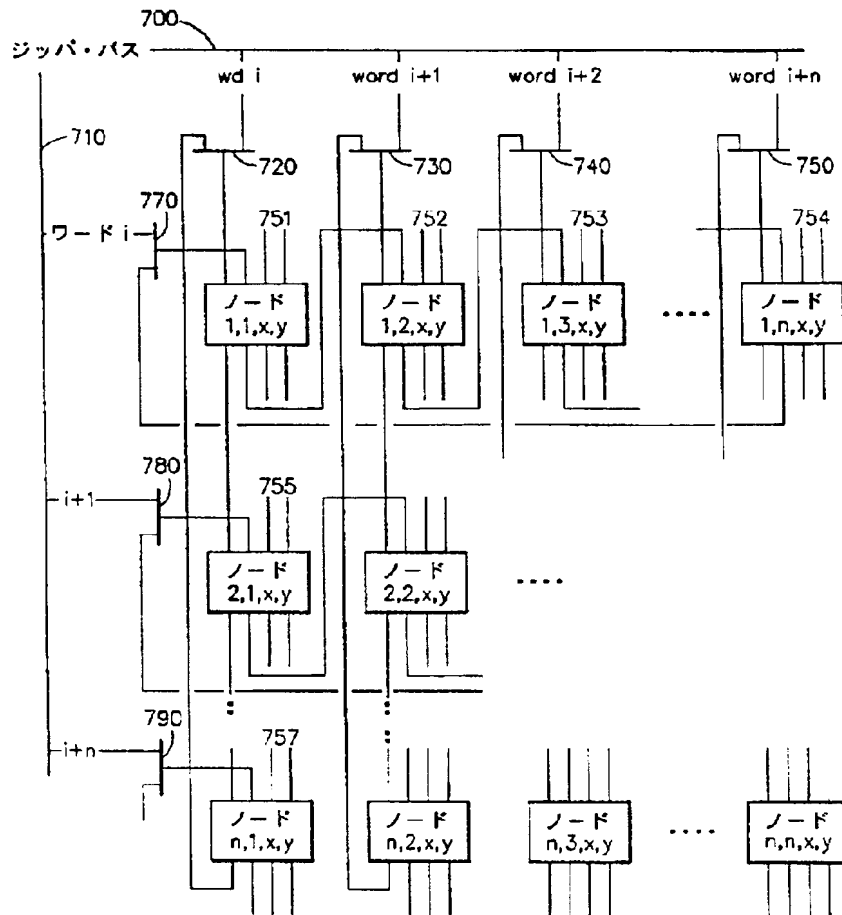 700
ジッパ・バス
wd i
word i+1
word i+2
word i+n
710
720
730
740
750
770
751
752
753
754
ワード i
ノード
1,1,x,y
ノード
1,2,x,y
ノード
1,3,x,y
....
ノード
1,n,x,y
780
i+1
755
ノード
2,1,x,y
ノード
2,2,x,y
....
790
i+n
757
ノード
n,1,x,y
ノード
n,2,x,y
ノード
n,3,x,y
....
ノード
n,n,x,y